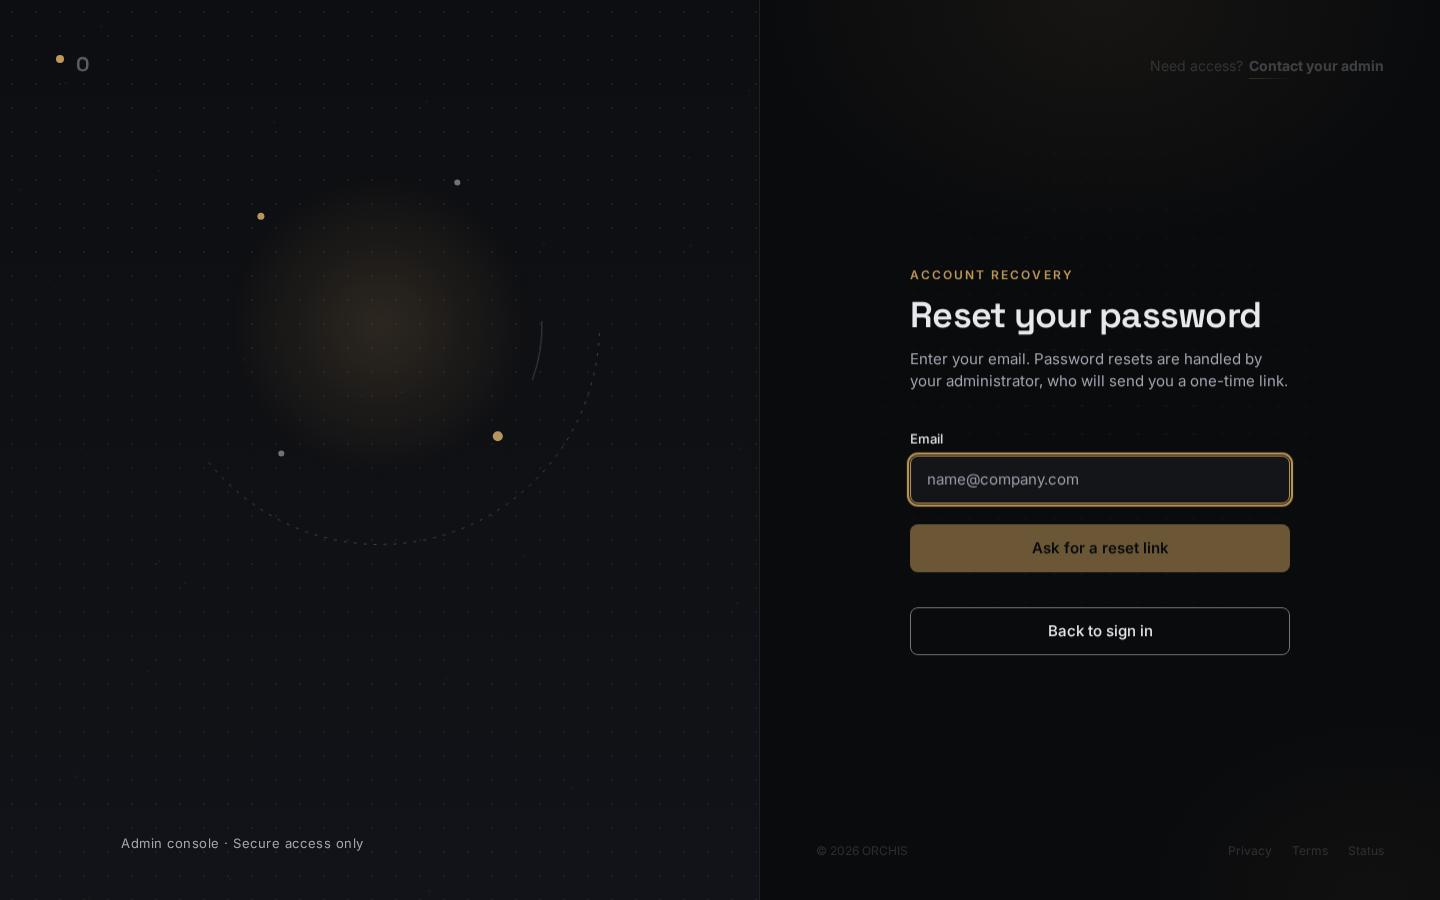 O
Need access? Contact your admin
ACCOUNT RECOVERY
Reset your password
Enter your email. Password resets are handled by
your administrator, who will send you a one-time link.
Email
name@company.com
Ask for a reset link
Back to sign in
Admin console · Secure access only
© 2026 ORCHIS
Privacy Terms Status